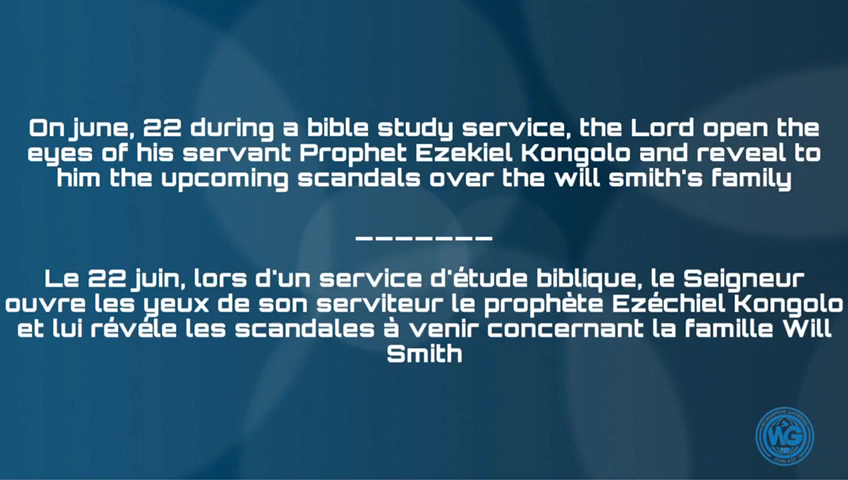 On june, 22 during a bible study service, the Lord open the
eyes of his servant Prophet Ezekiel Kongolo and reveal to
him the upcoming scandals over the will smith's family
_______
Le 22 juin, lors d'un service d'étude biblique, le Seigneur
ouvre les yeux de son serviteur le prophète Ezéchiel Kongolo
et lui révéle les scandales à venir concernant la famille Will
Smith
WG